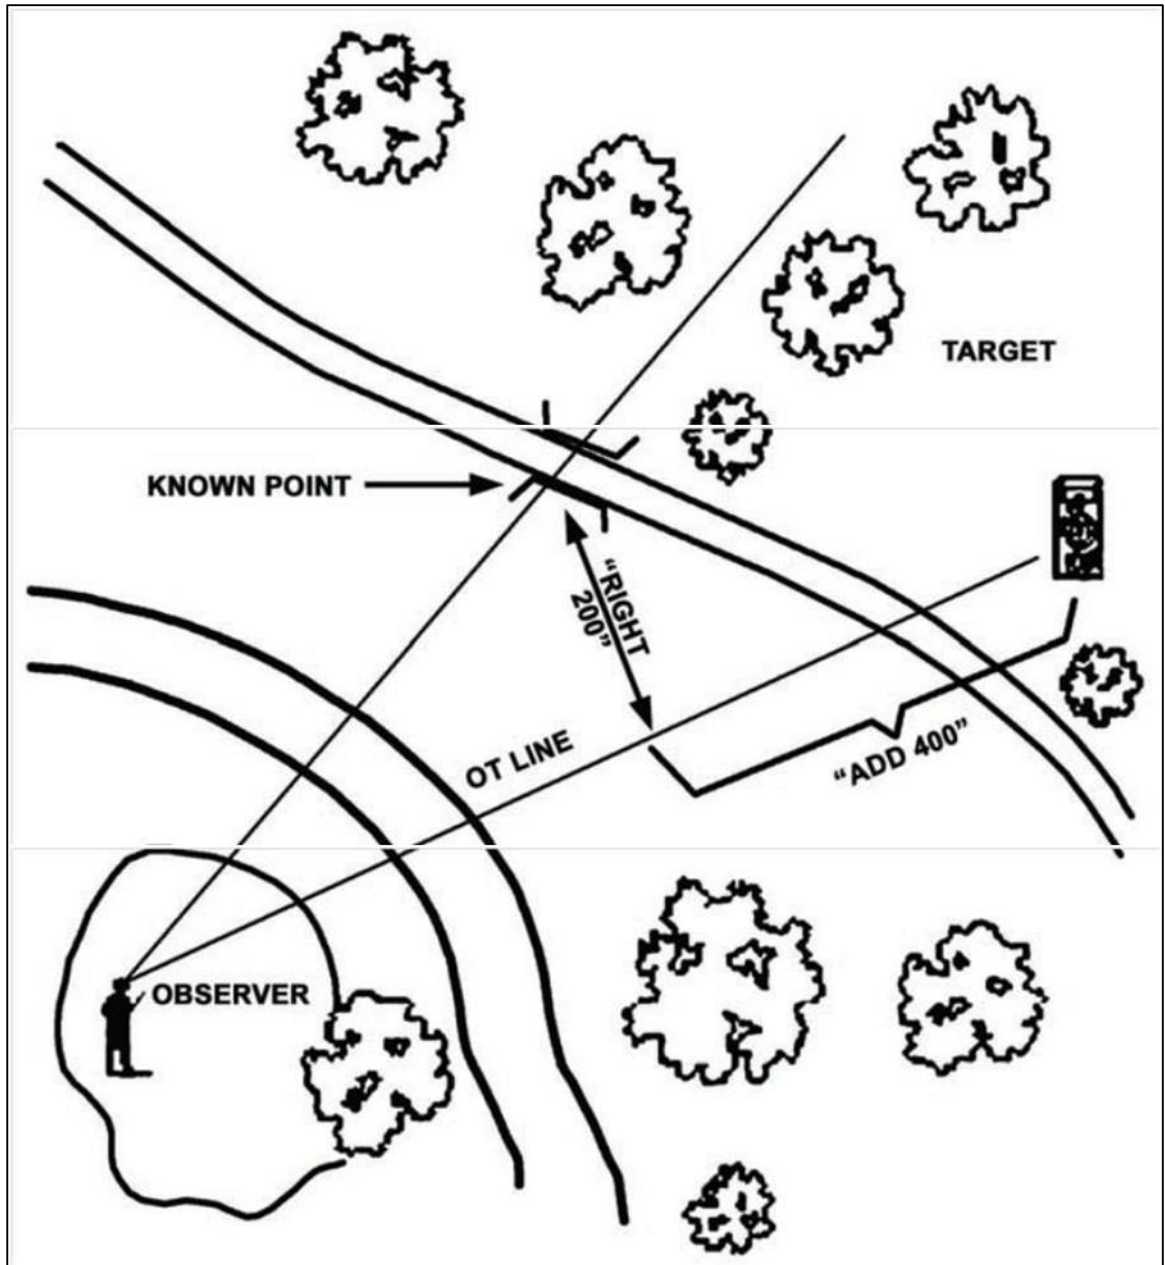 TARGET
KNOWN POINT
“RIGHT
200”
OT LINE
“ADD 400”
OBSERVER